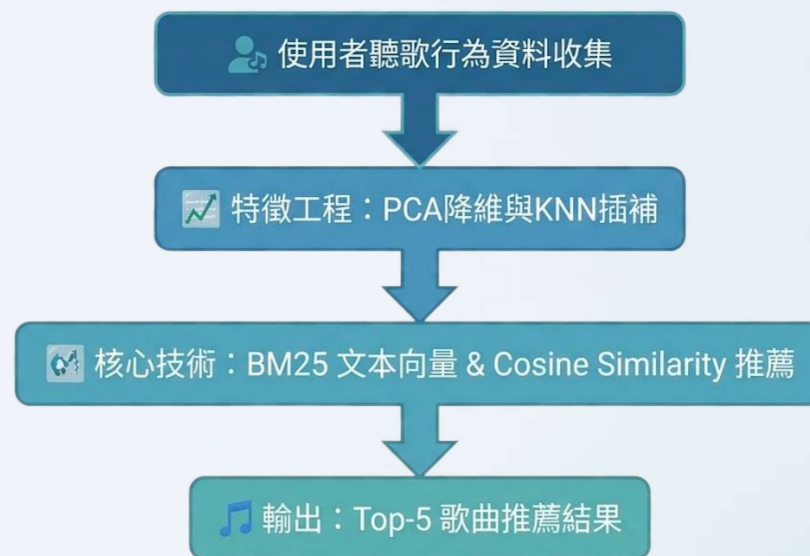 使用者聽歌行為資料收集
特徵工程：PCA降維與KNN插補
核心技術：BM25 文本向量 & Cosine Similarity 推薦
輸出：Top-5 歌曲推薦結果